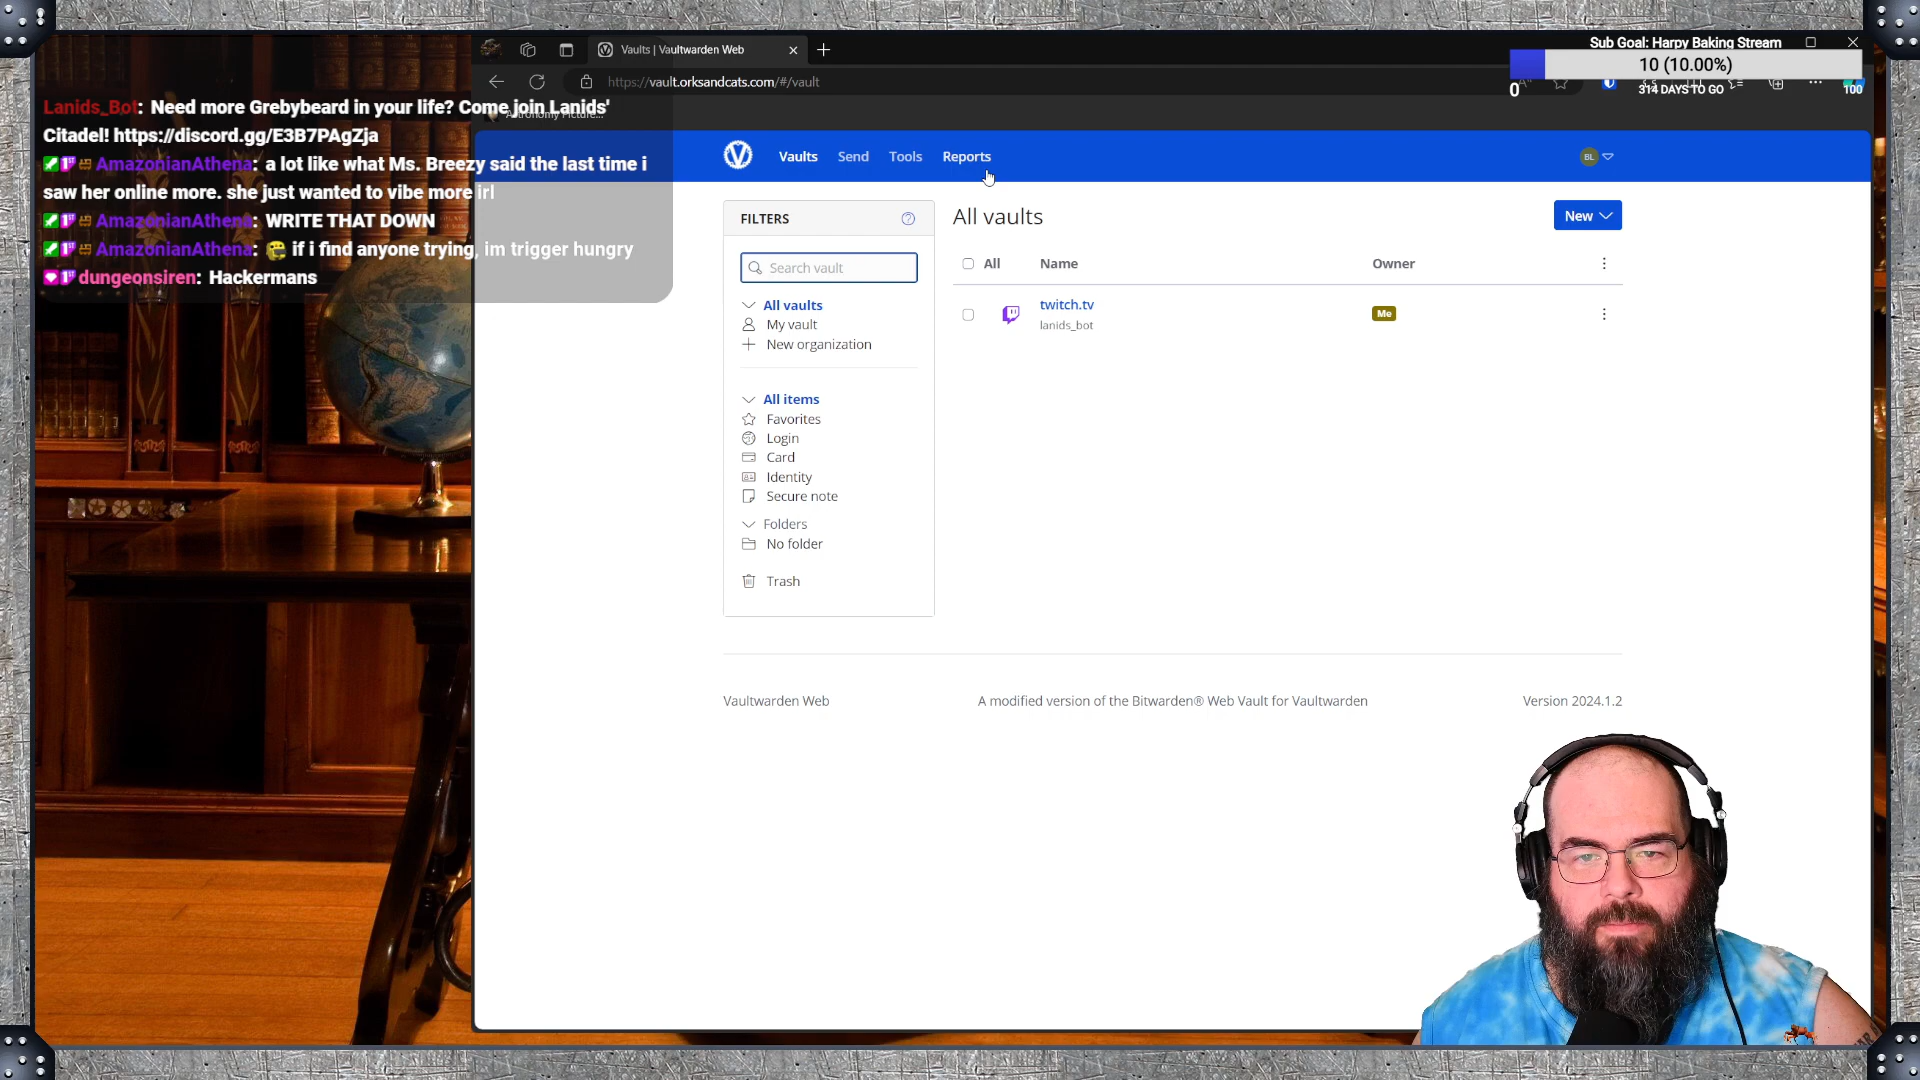 Vaults | Vaultwarden Web
Sub Goal: Harpy Baking Stream
10 (10.00%)
0
314 DAYS TO GO
100
https://vault.orksandcats.com/#/vault
Lanids_Bot: Need more Grebybeard in your life? Come join Lanids'
Citadel! https://discord.gg/E3B7PAgZja
AmazonianAthena: a lot like what Ms. Breezy said the last time i
saw her online more. she just wanted to vibe more irl
AmazonianAthena: WRITE THAT DOWN
AmazonianAthena: if i find anyone trying, im trigger hungry
dungeonsiren: Hackermans
Astronomy Picture...
Vaults
Send
Tools
Reports
BL
FILTERS
Search vault
All vaults
My vault
New organization
All items
Favorites
Login
Card
Identity
Secure note
Folders
No folder
Trash
All vaults
New
All
Name
Owner
twitch.tv
lanids_bot
Me
Vaultwarden Web
A modified version of the Bitwarden® Web Vault for Vaultwarden
Version 2024.1.2